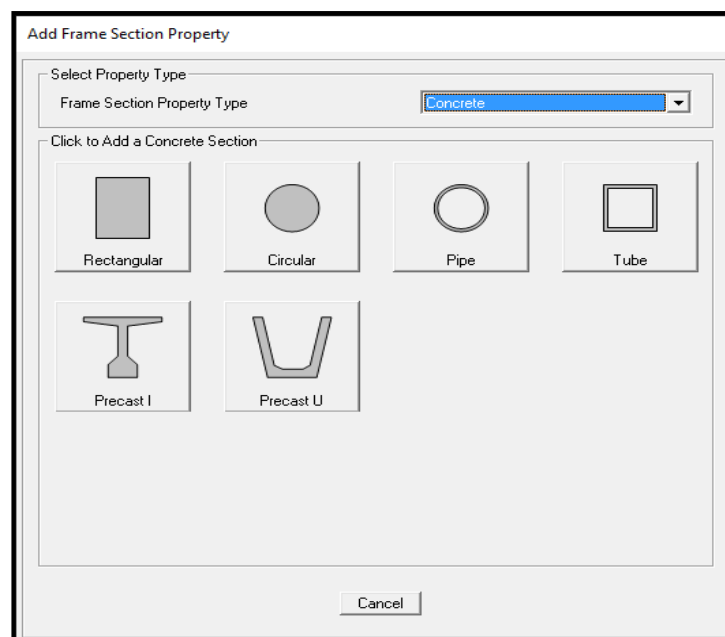 Add Frame Section Property
Select Property Type
Frame Section Property Type
Concrete
Click to Add a Concrete Section
Rectangular
Circular
Pipe
Tube
Precast I
Precast U
Cancel